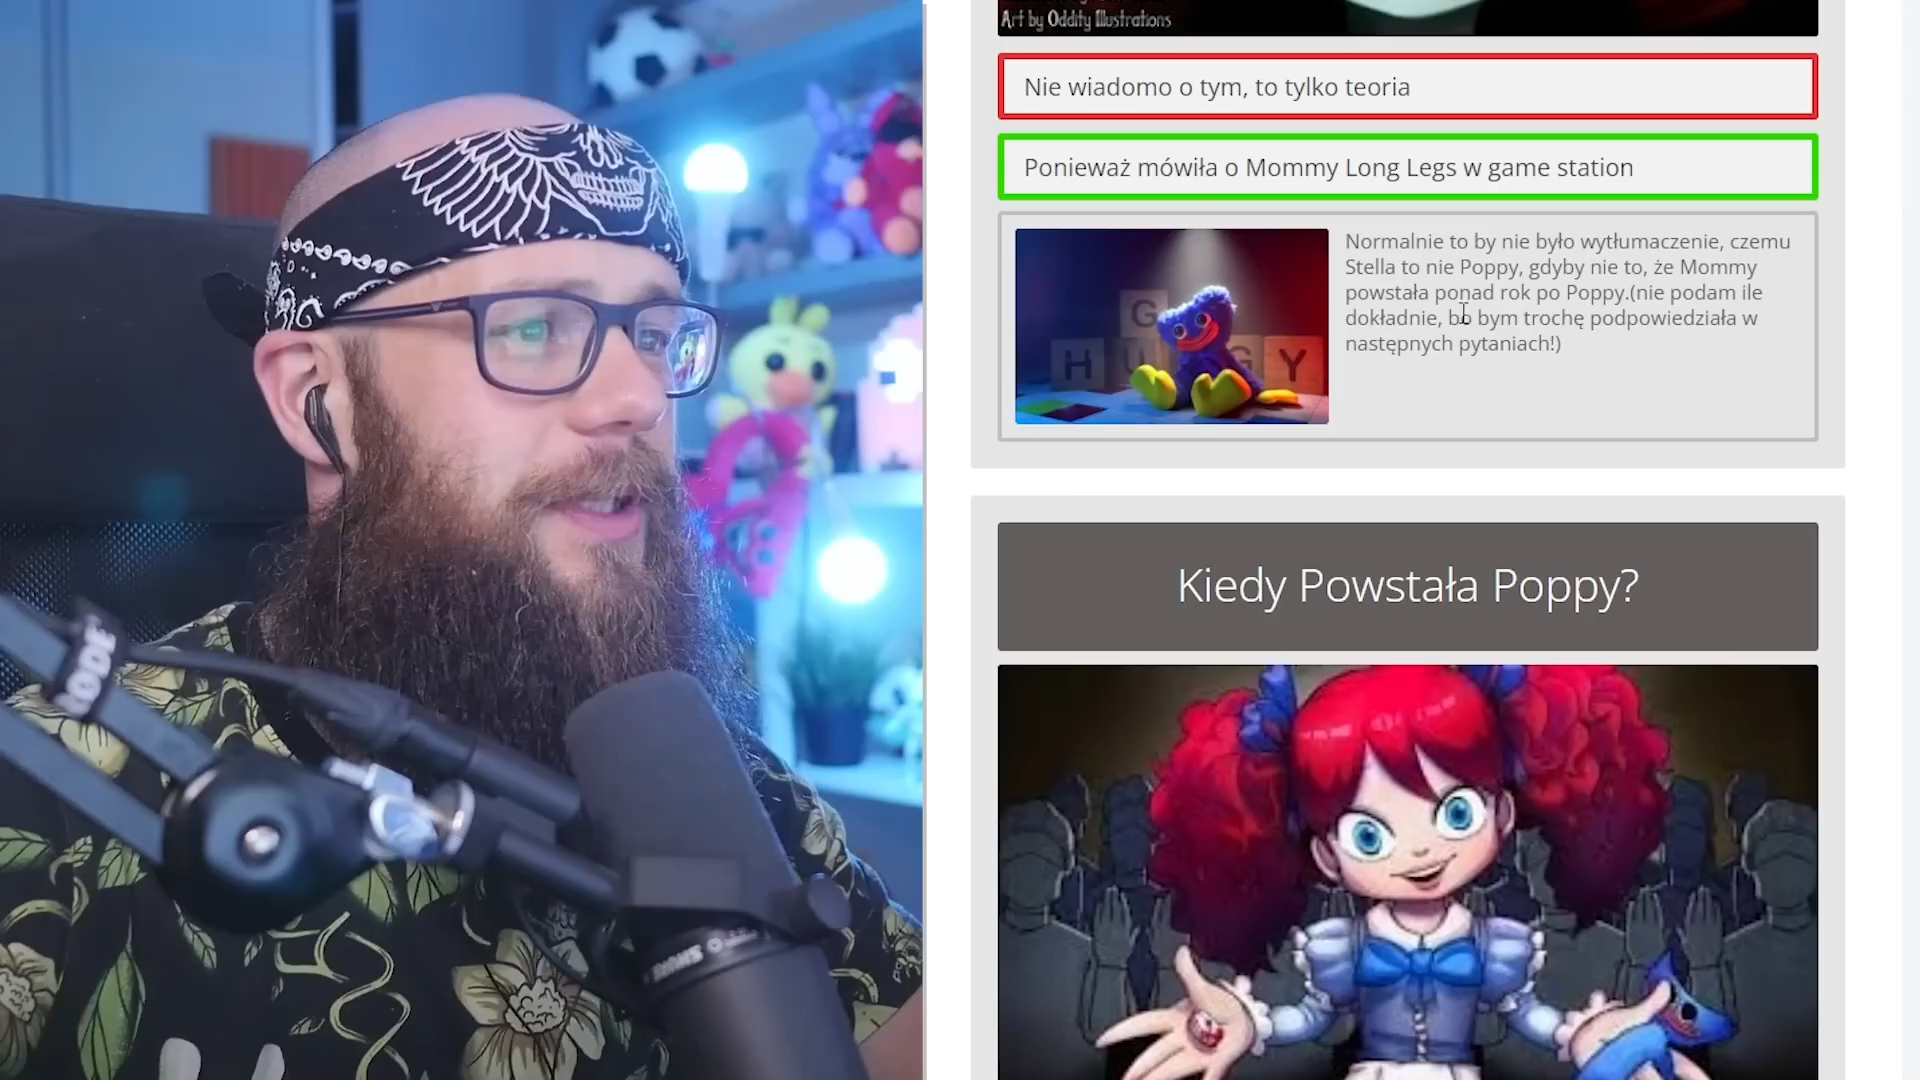 Art by Oddity Illustrations
Nie wiadomo o tym, to tylko teoria
Ponieważ mówiła o Mommy Long Legs w game station
Normalnie to by nie było wytłumaczenie, czemu
Stella to nie Poppy, gdyby nie to, że Mommy
powstała ponad rok po Poppy.(nie podam ile
dokładnie, bo bym trochę podpowiedziała w
następnych pytaniach!)
G
H U G Y
Kiedy Powstała Poppy?
RODE
SHURE